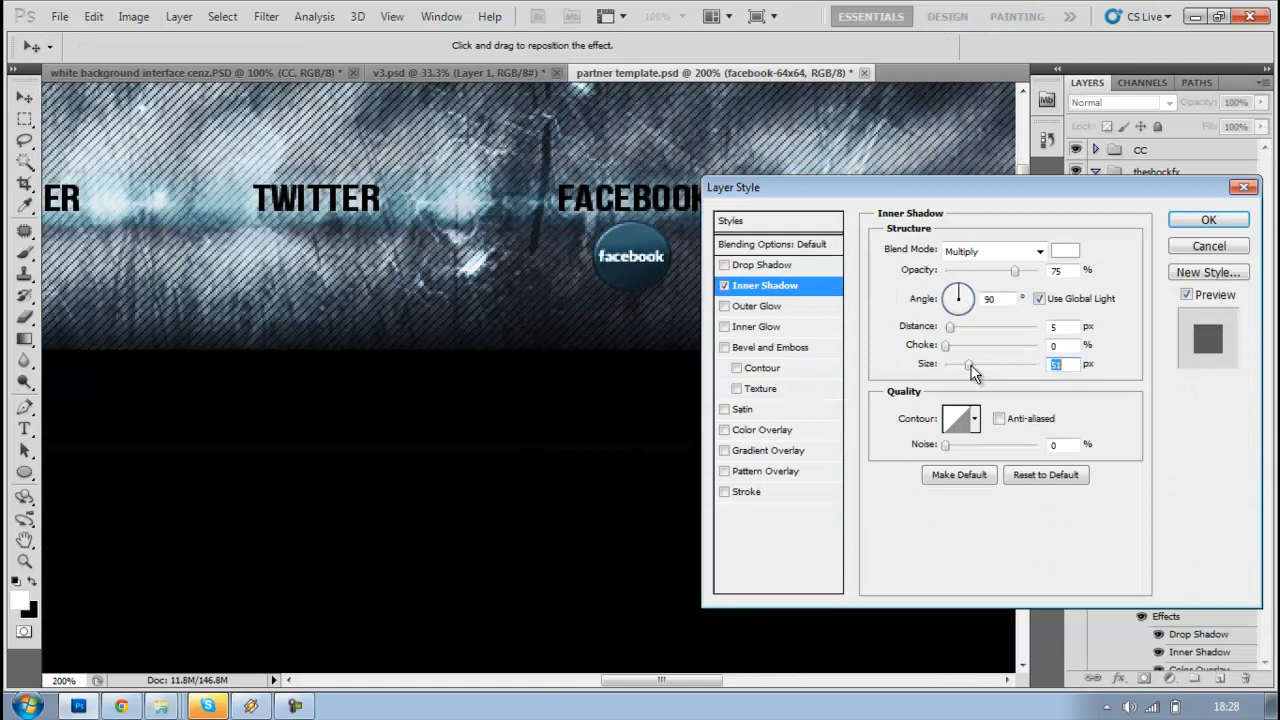 Ps File Edit Image Layer Select Filter Analysis 3D View Window Help Br Mb 100% ESSENTIALS DESIGN PAINTING CS Live
Click and drag to reposition the effect.
white background interface cenz.PSD @ 100% (CC, RGB/8) * v3.psd @ 33.3% (Layer 1, RGB/8#) * partner template.psd @ 200% (facebook-64x64, RGB/8) *
LAYERS CHANNELS PATHS
Mb
Normal Opacity: 100%
Lock: Fill: 100%
CC
theshockfx
ER TWITTER FACEBOOK
facebook
Layer Style
Styles
Blending Options: Default
Drop Shadow
Inner Shadow
Outer Glow
Inner Glow
Bevel and Emboss
Contour
Texture
Satin
Color Overlay
Gradient Overlay
Pattern Overlay
Stroke
Inner Shadow
Structure
Blend Mode: Multiply
Opacity: 75 %
Angle: 90 ° Use Global Light
Distance: 5 px
Choke: 0 %
Size: 51 px
Quality
Contour: Anti-aliased
Noise: 0 %
Make Default Reset to Default
OK
Cancel
New Style...
Preview
Effects
Drop Shadow
Inner Shadow
Color Overlay
200% Doc: 11.8M/146.8M
fx
Ps 18:28